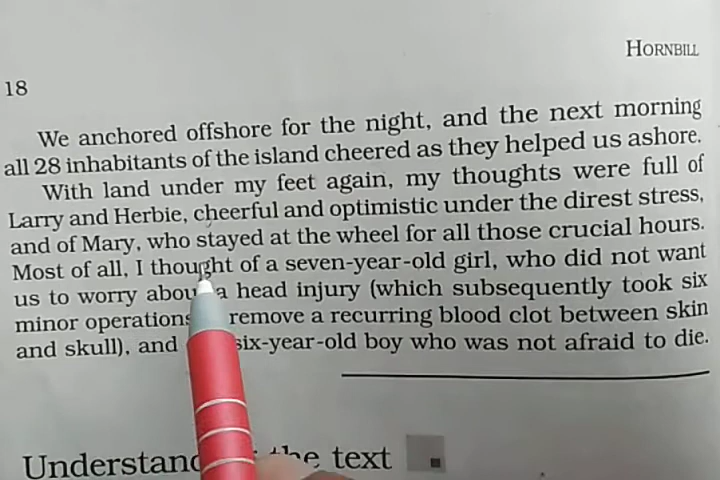 HORNBILL
18
We anchored offshore for the night, and the next morning
all 28 inhabitants of the island cheered as they helped us ashore.
With land under my feet again, my thoughts were full of
Larry and Herbie, cheerful and optimistic under the direst stress,
and of Mary, who stayed at the wheel for all those crucial hours.
Most of all, I thought of a seven-year-old girl, who did not want
us to worry about a head injury (which subsequently took six
minor operations remove a recurring blood clot between skin
and skull), and six-year-old boy who was not afraid to die.
the text